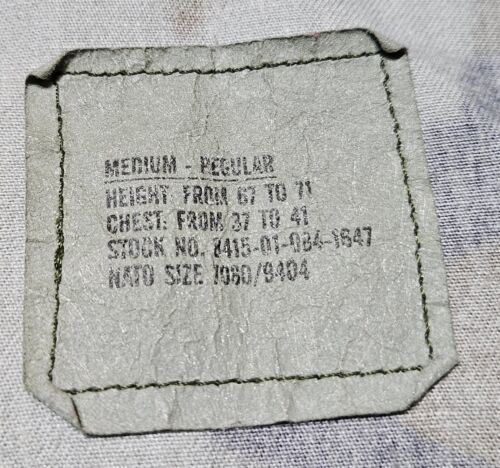 MEDIUM - REGULAR
HEIGHT: FROM 67 TO 71
CHEST: FROM 37 TO 41
STOCK NO. 8415-01-084-1647
NATO SIZE 7080/9404